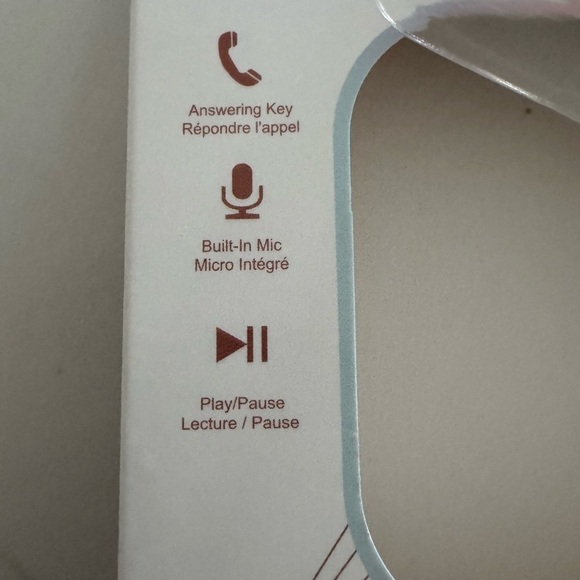 Answering Key
Répondre l'appel
Built-In Mic
Micro Intégré
Play/Pause
Lecture / Pause